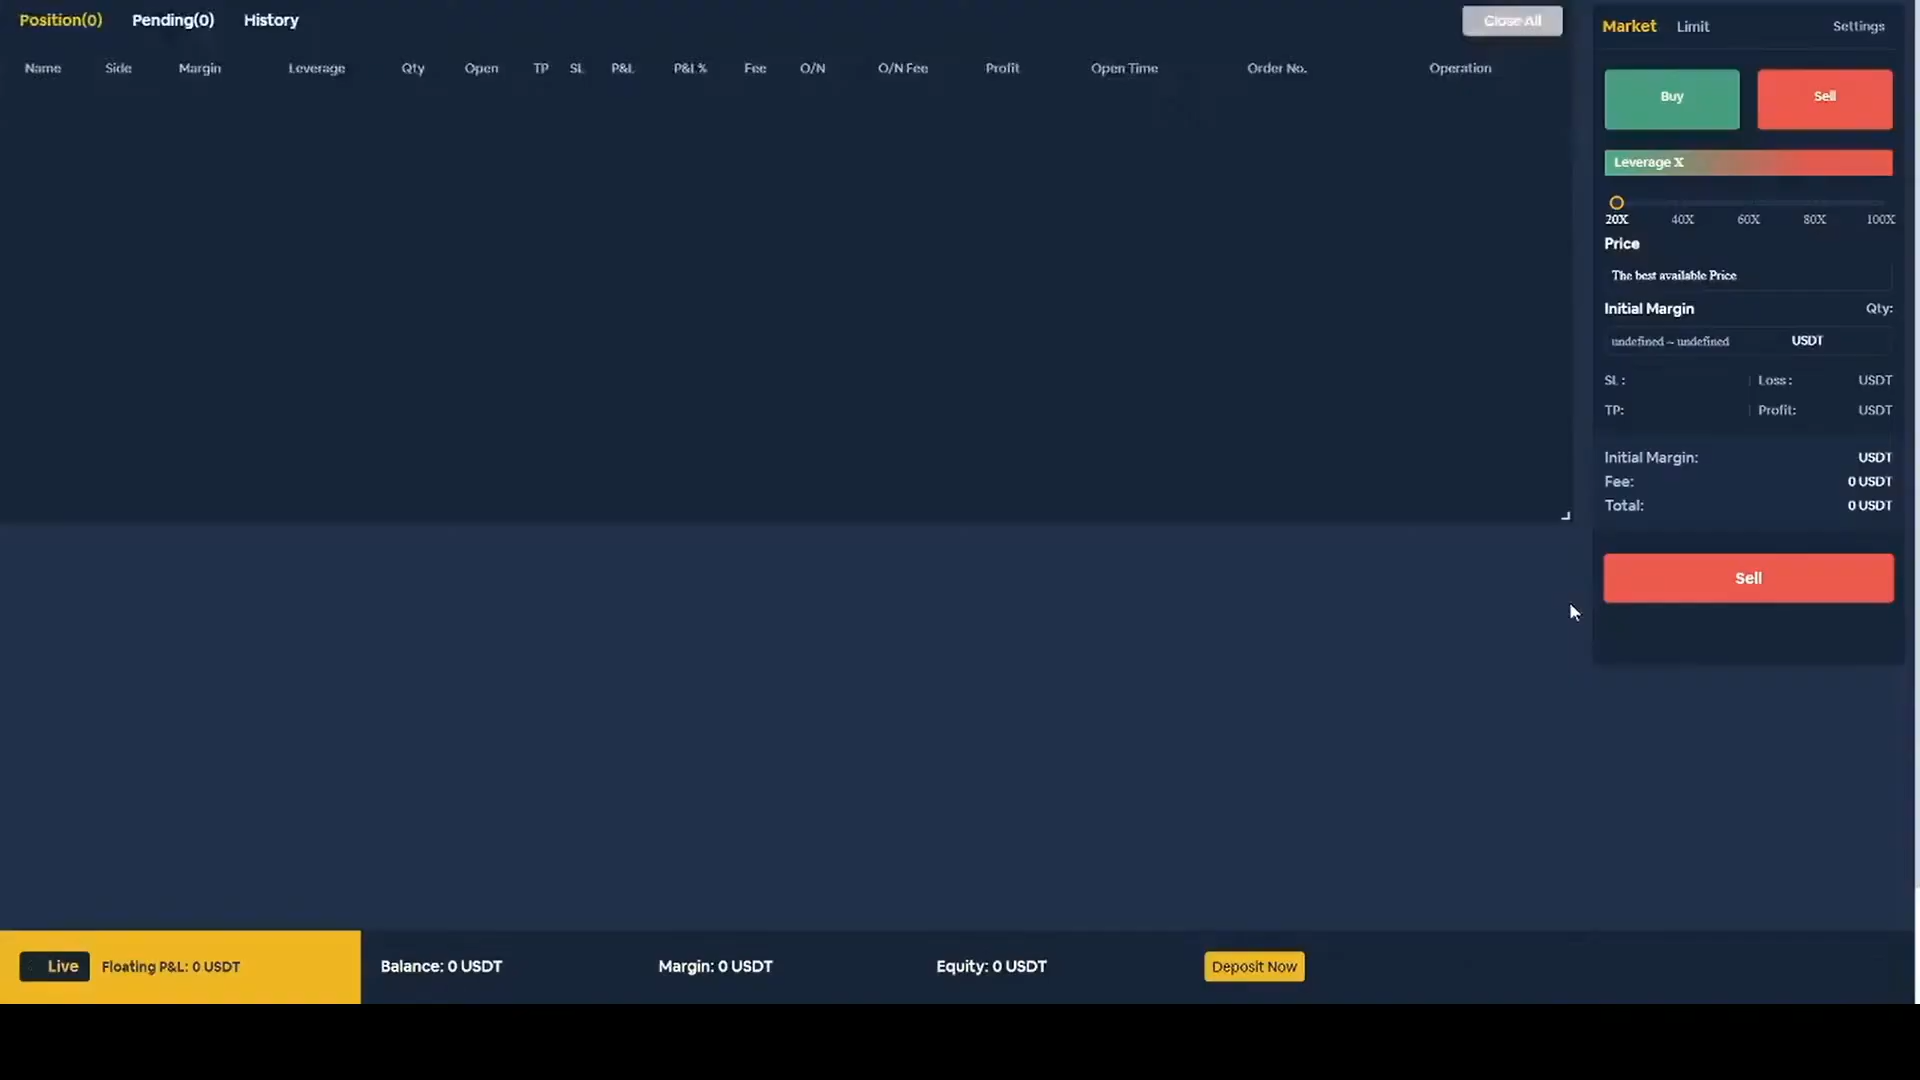 Position(0) Pending(0) History Close All
Name Side Margin Leverage Qty Open TP SL P&L P&L% Fee O/N O/N Fee Profit Open Time Order No. Operation
Market Limit Settings
Buy Sell
Leverage X
20X 40X 60X 80X 100X
Price
The best available Price
Initial Margin Qty:
undefined ~ undefined USDT
SL : Loss : USDT
TP: Profit: USDT
Initial Margin: USDT
Fee: 0 USDT
Total: 0 USDT
Sell
Live Floating P&L: 0 USDT Balance: 0 USDT Margin: 0 USDT Equity: 0 USDT Deposit Now